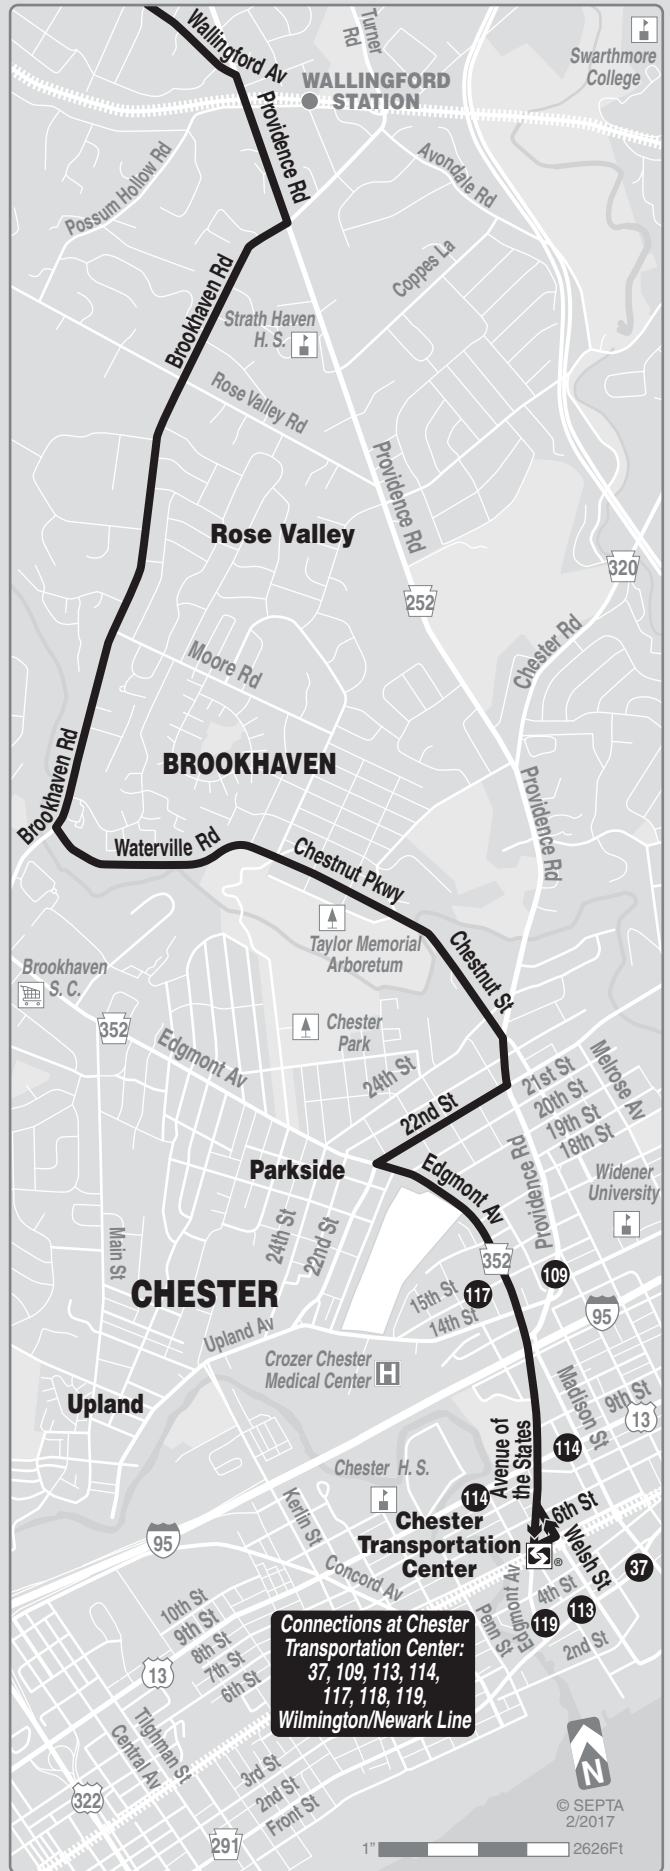 Turner
Rd
Wallingford Av
Swarthmore
College
WALLINGFORD
STATION
Providence Rd
Possum Hollow Rd
Avondale Rd
Coppes La
Brookhaven Rd
Strath Haven
H. S.
Rose Valley Rd
Providence Rd
Rose Valley
320
252
Chester Rd
Moore Rd
BROOKHAVEN
Brookhaven Rd
Providence Rd
Waterville Rd
Chestnut Pkwy
Taylor Memorial
Arboretum
Chestnut St
Brookhaven
S. C.
352
Chester
Park
Edgmont Av
24th St
Melrose Av
21st St
20th St
19th St
18th St
22nd St
Parkside
Edgmont Av
Providence Rd
Widener
University
24th St
22nd St
Main St
352
109
CHESTER
117
15th St
14th St
95
Upland Av
Crozer Chester
Medical Center
H
Upland
Madison St
9th St
13
Avenue of
the States
114
Chester H. S.
114
Kerlin St
6th St
Chester
Transportation
Center
®
Welsh St
95
37
Concord Av
Edgmont Av
4th St
Penn St
113
119
2nd St
10th St
9th St
8th St
7th St
6th St
Connections at Chester
Transportation Center:
37, 109, 113, 114,
117, 118, 119,
Wilmington/Newark Line
13
Tilghman St
Central Av
3rd St
2nd St
Front St
322
291
N
© SEPTA
2/2017
1"
2626Ft